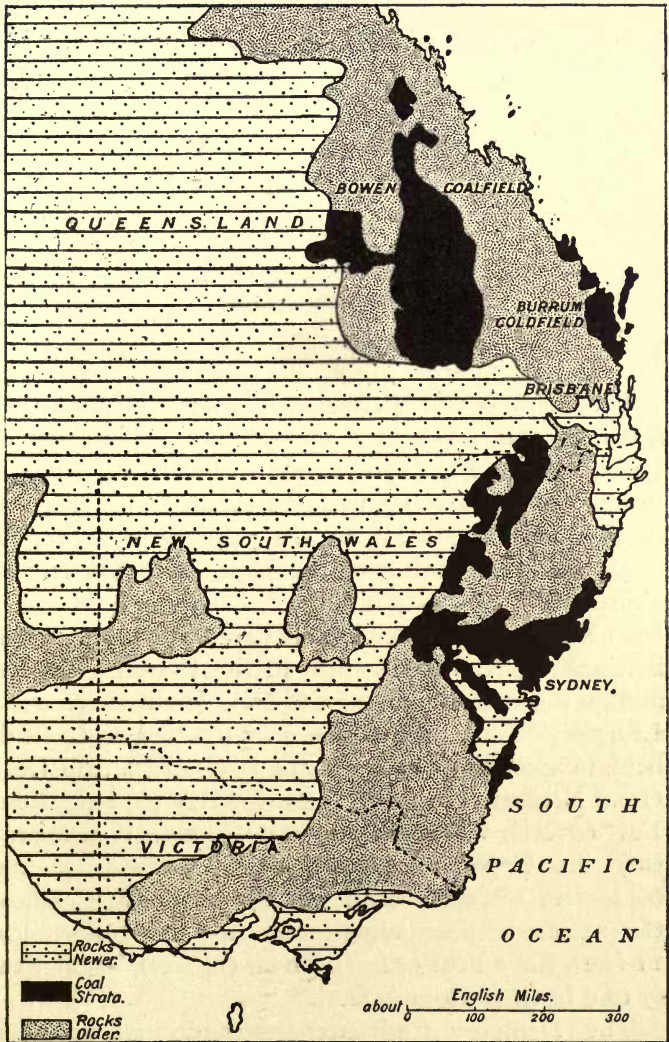 BOWEN COALFIELD
QUEENSLAND
BURRUM
COLDFIELD
BRISBANE
NEW SOUTH WALES
SYDNEY.
SOUTH
VICTORIA
PACIFIC
OCEAN
Rocks
Newer.
Coal
Strata.
Rocks
Older.
about English Miles.
0 100 200 300